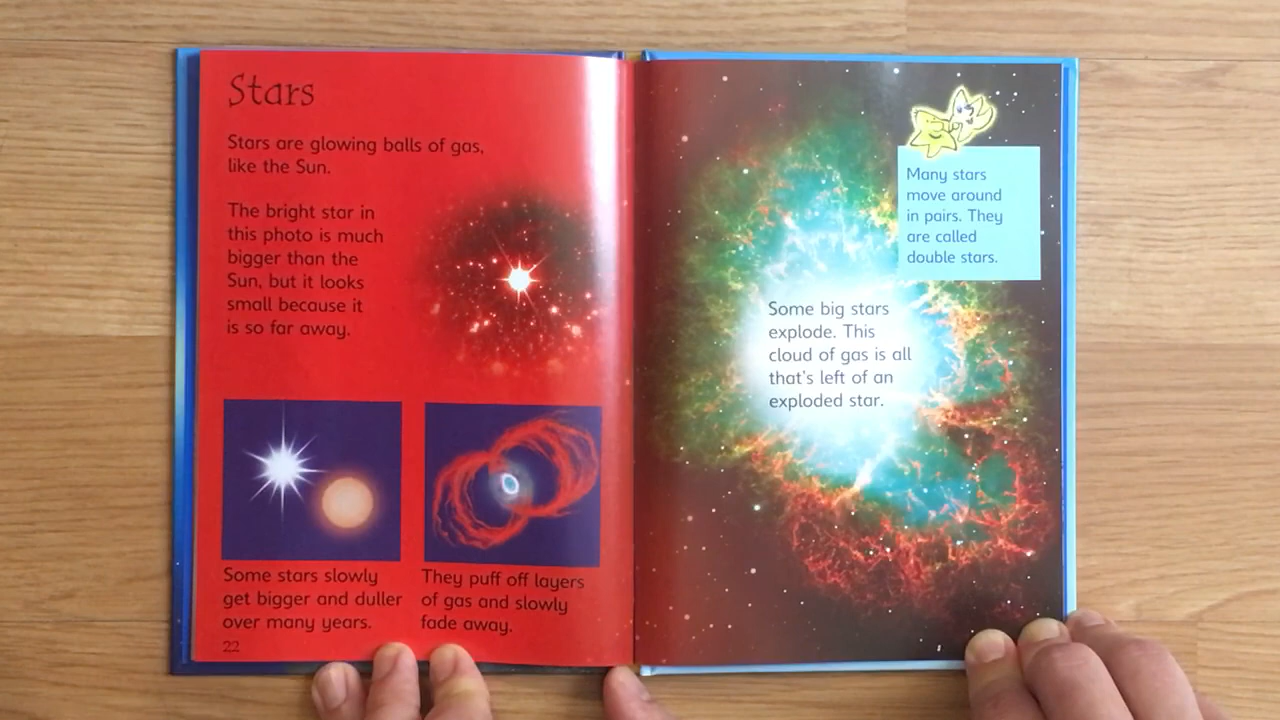 Stars
Stars are glowing balls of gas,
like the Sun.
The bright star in
this photo is much
bigger than the
Sun, but it looks
small because it
is so far away.
Some stars slowly
get bigger and duller
over many years.
They puff off layers
of gas and slowly
fade away.
22
Many stars
move around
in pairs. They
are called
double stars.
Some big stars
explode. This
cloud of gas is all
that's left of an
exploded star.